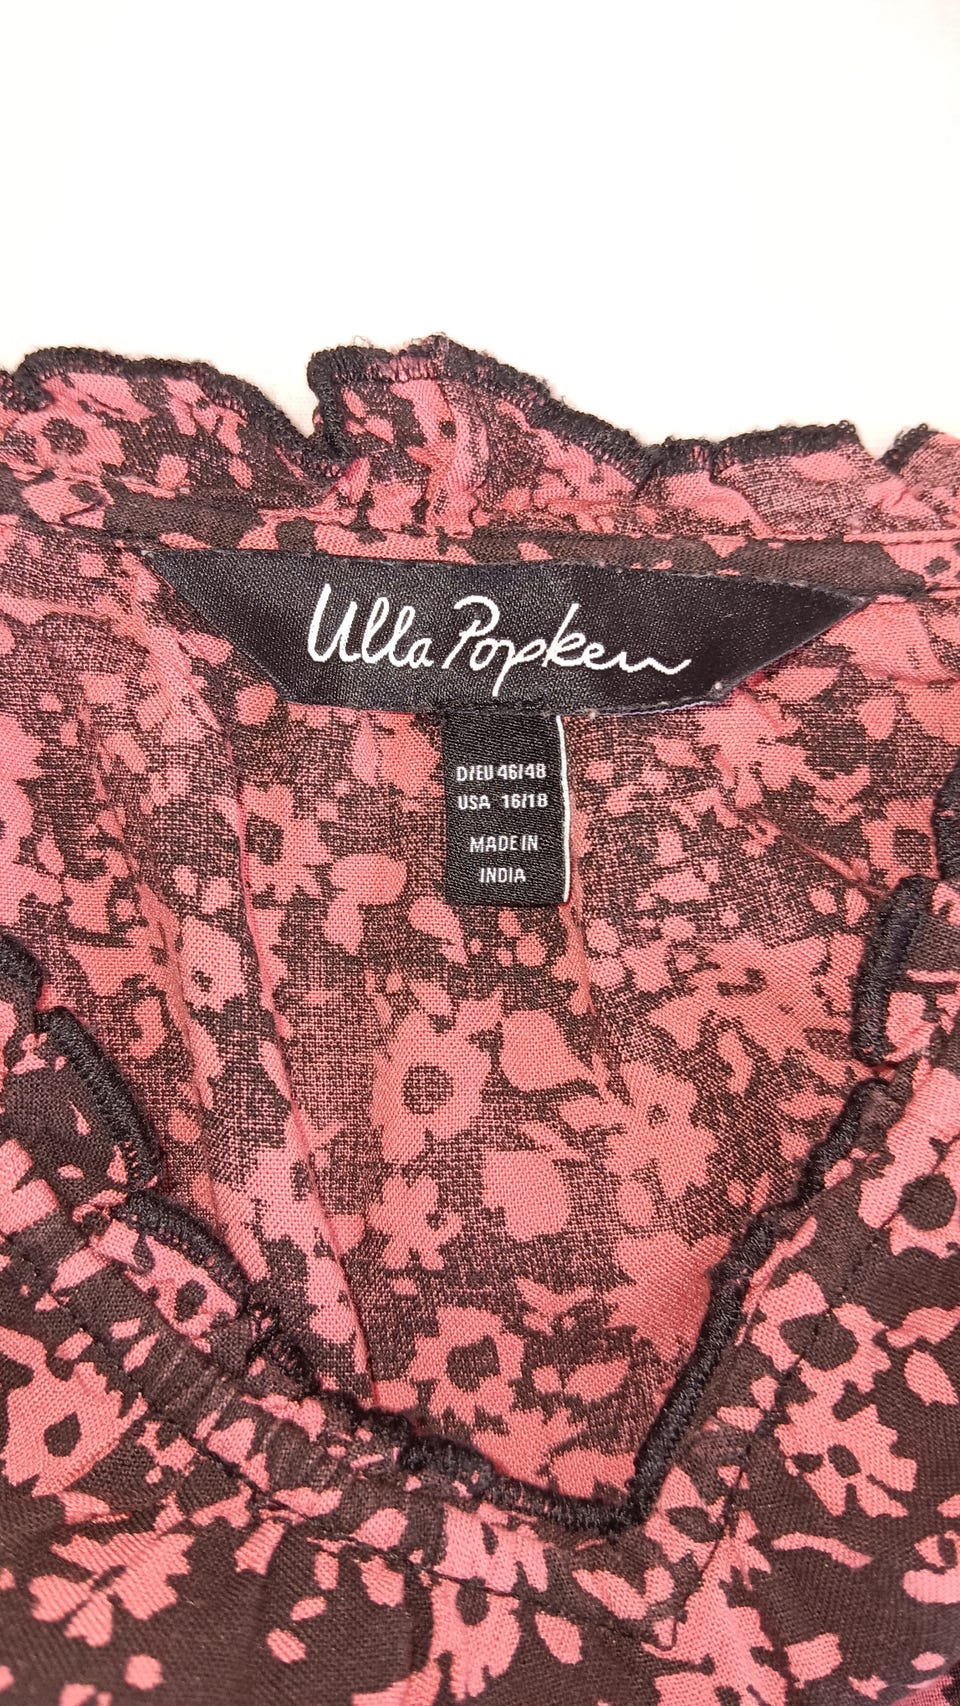 Ulla Popken
D/EU 46/48
USA 16/18
MADE IN
INDIA